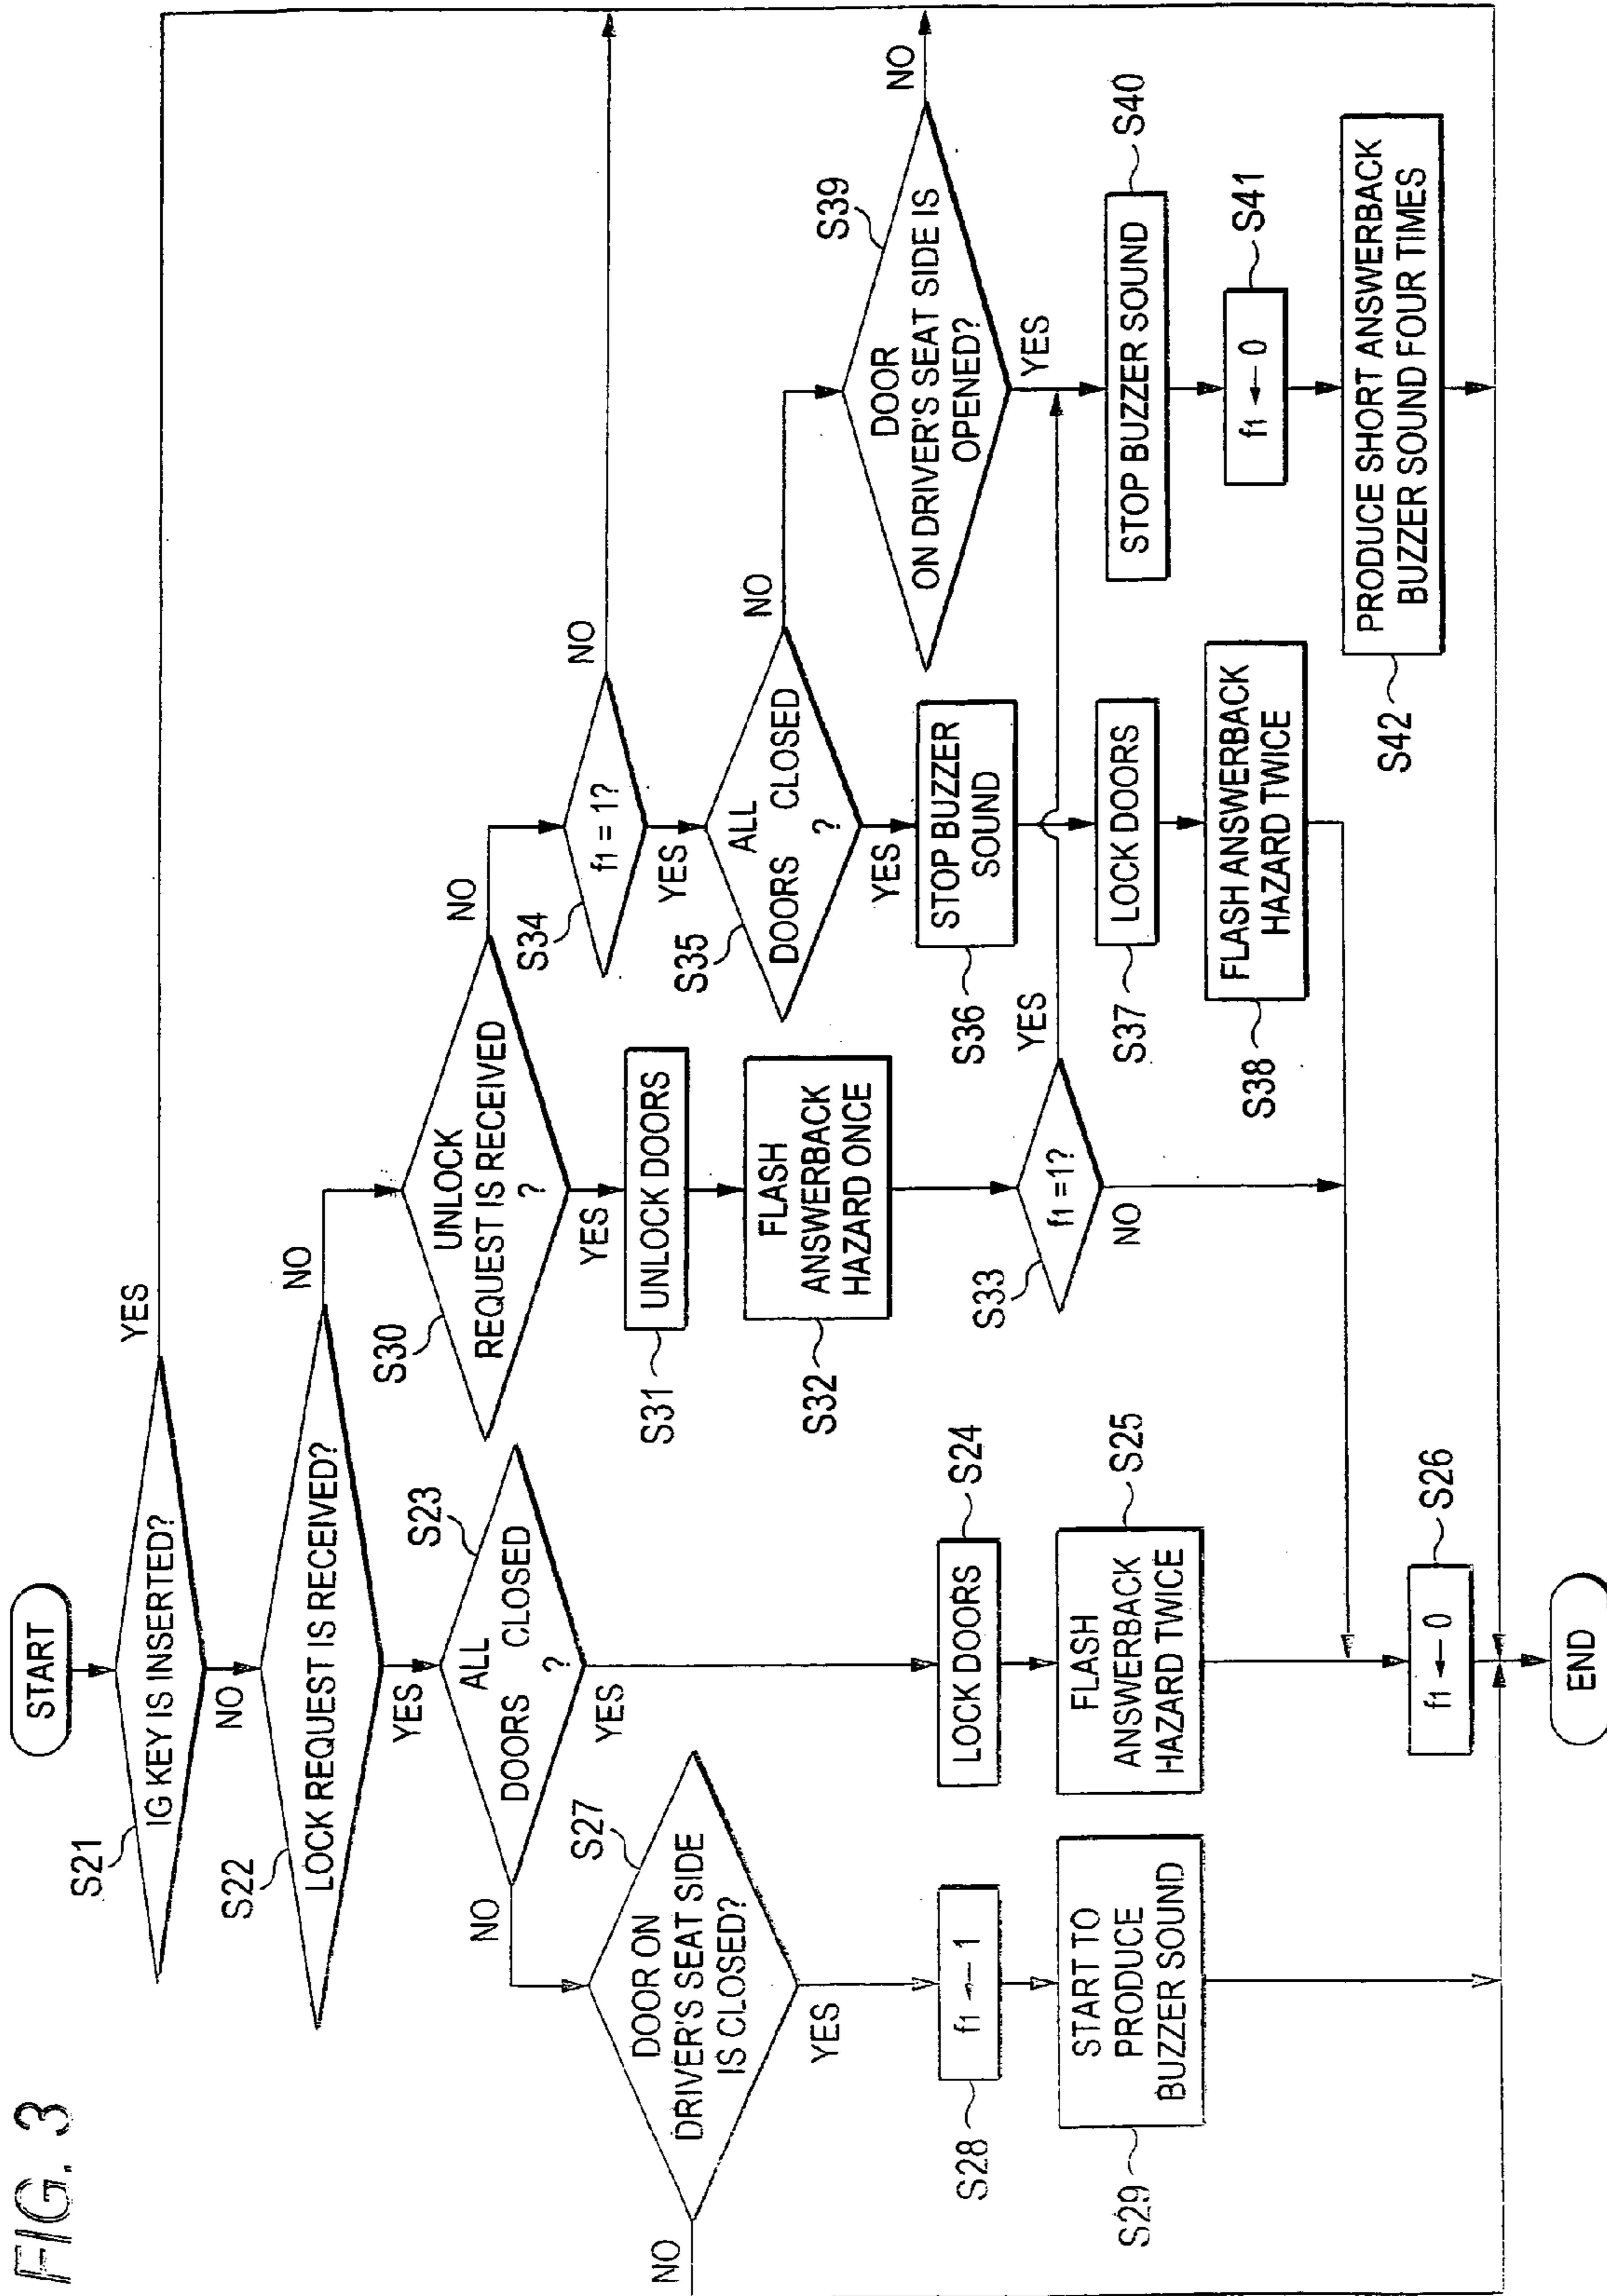 FIG. 3
START
S21
IG KEY IS INSERTED?
YES
NO
S22
LOCK REQUEST IS RECEIVED?
NO
YES
S23
ALL
DOORS CLOSED
?
NO
YES
S27
DOOR ON
DRIVER'S SEAT SIDE
IS CLOSED?
NO
YES
S28
f1 ← 1
S29
START TO
PRODUCE
BUZZER SOUND
LOCK DOORS
S24
FLASH
ANSWERBACK
HAZARD TWICE
S25
f1 ← 0
S26
END
S30
UNLOCK
REQUEST IS RECEIVED
?
NO
YES
S31
UNLOCK DOORS
S32
FLASH
ANSWERBACK
HAZARD ONCE
S33
f1 = 1?
YES
NO
S34
f1 = 1?
NO
YES
S35
ALL
DOORS CLOSED
?
NO
YES
S36
STOP BUZZER
SOUND
S37
LOCK DOORS
S38
FLASH ANSWERBACK
HAZARD TWICE
S39
DOOR
ON DRIVER'S SEAT SIDE IS
OPENED?
NO
YES
STOP BUZZER SOUND
S40
f1 ← 0
S41
PRODUCE SHORT ANSWERBACK
BUZZER SOUND FOUR TIMES
S42